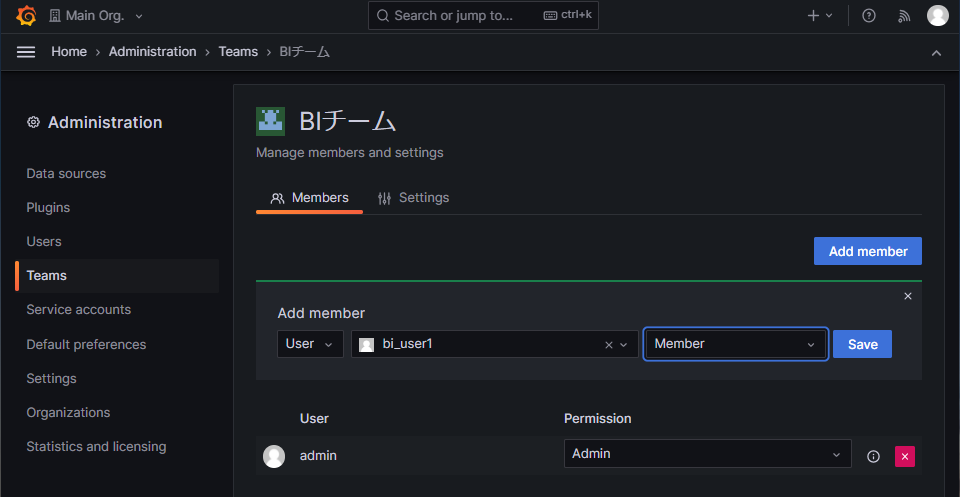 Main Org.
Search or jump to...
ctrl+k
Home › Administration › Teams › BIチーム
Administration
Data sources
Plugins
Users
Teams
Service accounts
Default preferences
Settings
Organizations
Statistics and licensing
BIチーム
Manage members and settings
Members
Settings
Add member
Add member
User
bi_user1
Member
Save
User
Permission
admin
Admin